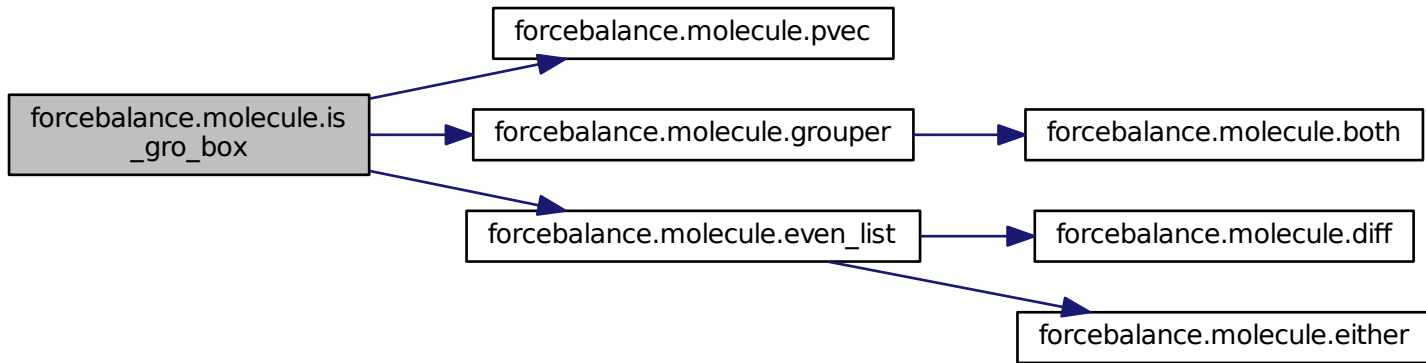 forcebalance.molecule.pvec
forcebalance.molecule.is
_gro_box
forcebalance.molecule.grouper
forcebalance.molecule.both
forcebalance.molecule.even_list
forcebalance.molecule.diff
forcebalance.molecule.either